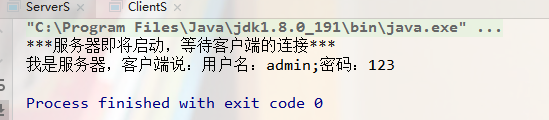 ServerS ClientS
"C:\Program Files\Java\jdk1.8.0_191\bin\java.exe" ...
***服务器即将启动，等待客户端的连接***
我是服务器，客户端说：用户名：admin;密码：123
Process finished with exit code 0